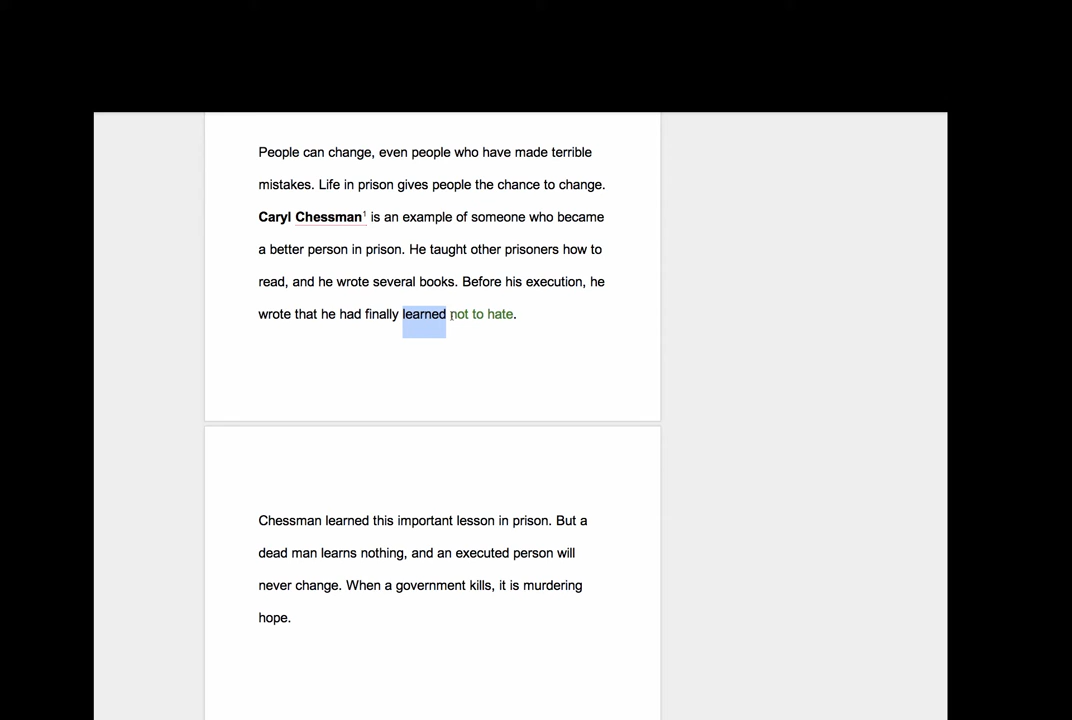 People can change, even people who have made terrible
mistakes. Life in prison gives people the chance to change.
Caryl Chessman¹ is an example of someone who became
a better person in prison. He taught other prisoners how to
read, and he wrote several books. Before his execution, he
wrote that he had finally learned not to hate.
Chessman learned this important lesson in prison. But a
dead man learns nothing, and an executed person will
never change. When a government kills, it is murdering
hope.